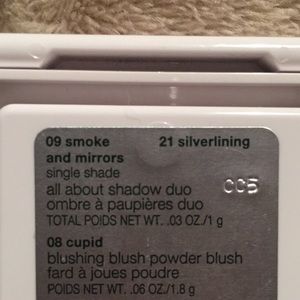 09 smoke 21 silverlining
and mirrors
single shade
all about shadow duo
ombre à paupières duo
TOTAL POIDS NET WT. .03 OZ./1 g
CC5
08 cupid
blushing blush powder blush
fard à joues poudre
POIDS NET WT. .06 OZ./1.8 g